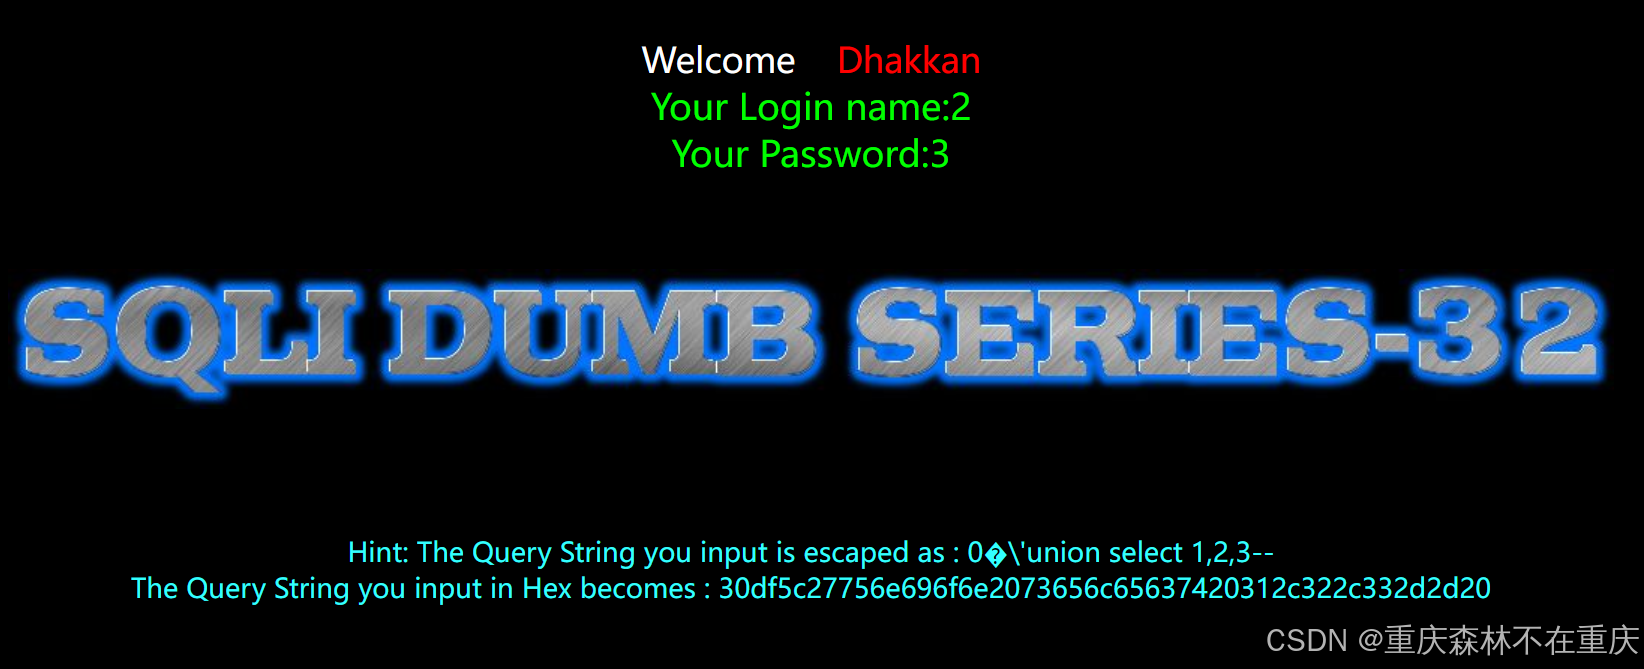 Welcome Dhakkan
Your Login name:2
Your Password:3
SQLI DUMB SERIES-32
Hint: The Query String you input is escaped as : 0�\'union select 1,2,3--
The Query String you input in Hex becomes : 30df5c27756e696f6e2073656c65637420312c322c332d2d20
CSDN @重庆森林不在重庆